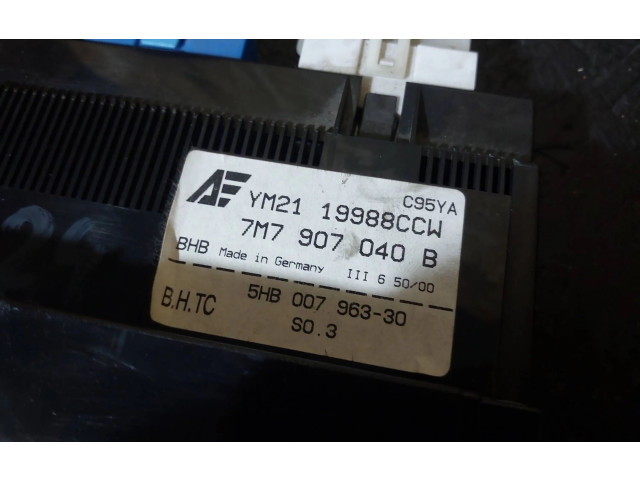 AE YM21 19988CCW C95YA
7M7 907 040 B
BHB Made in Germany III 6 50/00
B.H.TC 5HB 007 963-30
S0.3